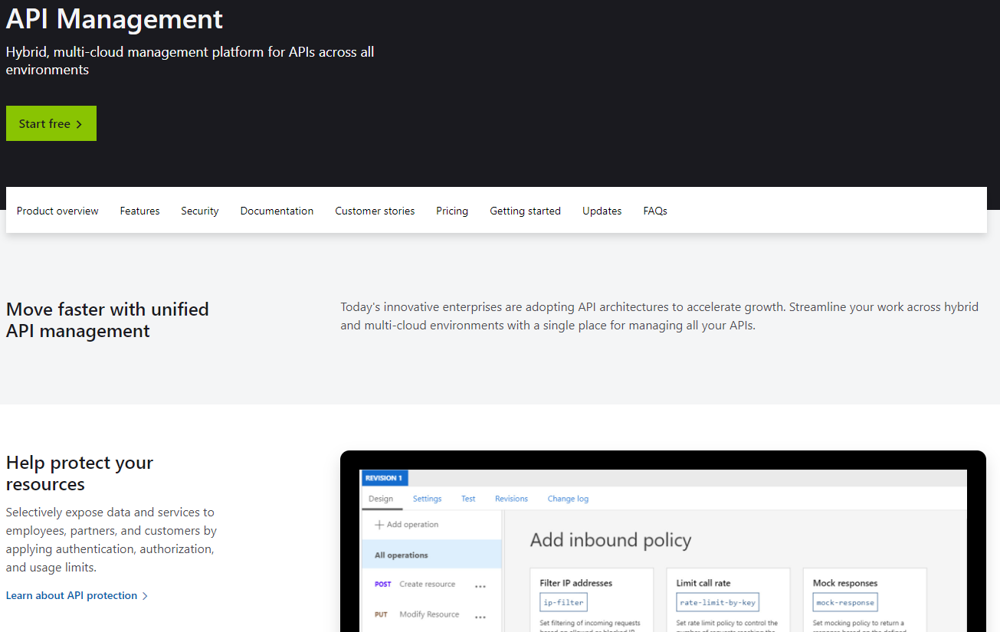 API Management
Hybrid, multi-cloud management platform for APIs across all
environments
Start free
Product overview Features Security Documentation Customer stories Pricing Getting started Updates FAQs
Move faster with unified
API management
Today's innovative enterprises are adopting API architectures to accelerate growth. Streamline your work across hybrid
and multi-cloud environments with a single place for managing all your APIs.
Help protect your
resources
Selectively expose data and services to
employees, partners, and customers by
applying authentication, authorization,
and usage limits.
Learn about API protection
REVISION 1
Design Settings Test Revisions Change log
Add operation
All operations
POST Create resource ...
PUT Modify Resource ...
Add inbound policy
Filter IP addresses
ip-filter
Set filtering of incoming requests
Limit call rate
rate-limit-by-key
Set rate limit policy to control the
Mock responses
mock-response
Set mocking policy to return a